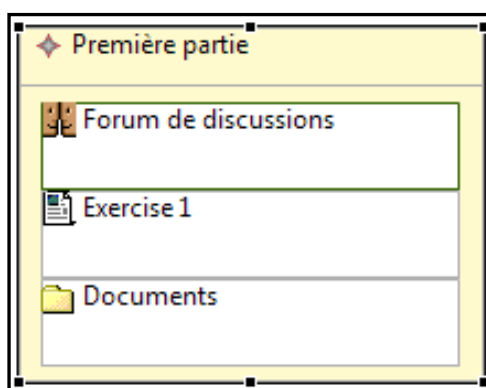 Première partie
Forum de discussions
Exercise 1
Documents